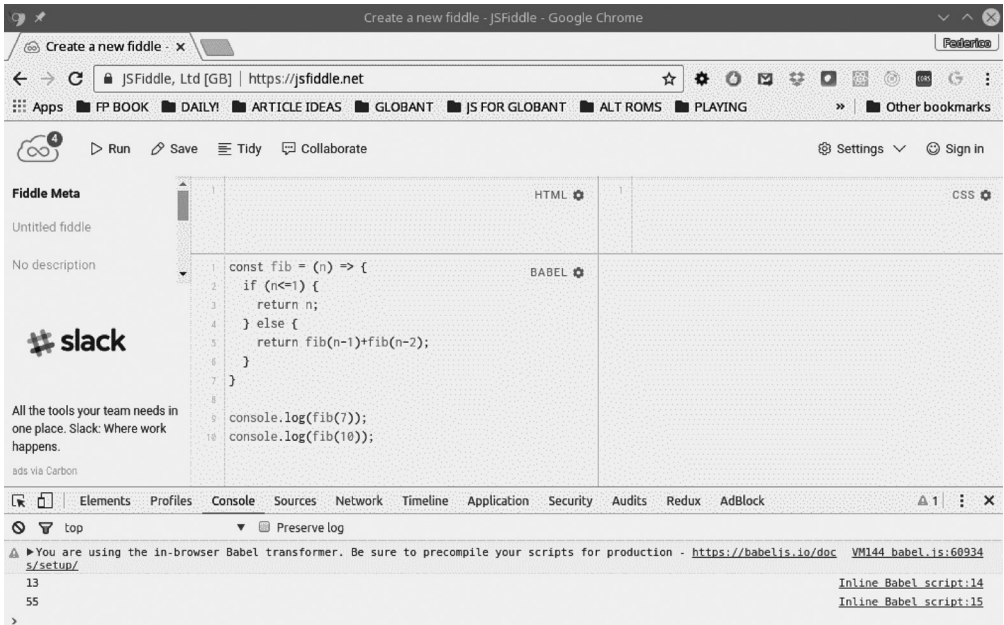 Create a new fiddle - JSFiddle - Google Chrome
Create a new fiddle -
Federico
JSFiddle, Ltd [GB] | https://jsfiddle.net
Apps FP BOOK DAILY! ARTICLE IDEAS GLOBANT JS FOR GLOBANT ALT ROMS PLAYING » Other bookmarks
4
Run Save Tidy Collaborate Settings Sign in
Fiddle Meta
Untitled fiddle
No description
slack
All the tools your team needs in
one place. Slack: Where work
happens.
ads via Carbon
1
HTML
1
CSS
BABEL
1 const fib = (n) => {
2 if (n<=1) {
3 return n;
4 } else {
5 return fib(n-1)+fib(n-2);
6 }
7 }
8
9 console.log(fib(7));
10 console.log(fib(10));
Elements Profiles Console Sources Network Timeline Application Security Audits Redux AdBlock 1
top Preserve log
You are using the in-browser Babel transformer. Be sure to precompile your scripts for production - https://babeljs.io/doc VM144 babel.js:60934
s/setup/
13 Inline Babel script:14
55 Inline Babel script:15
>